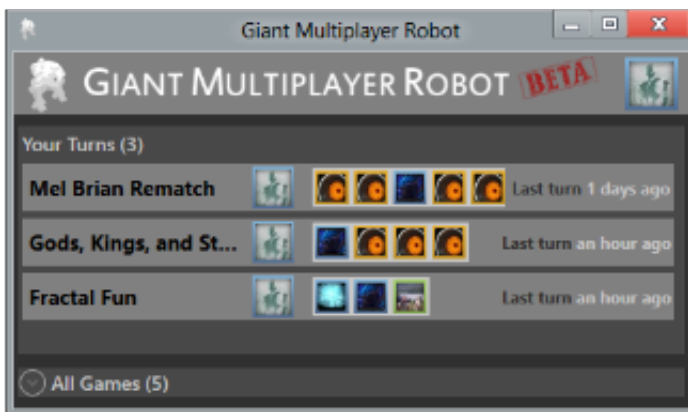 Giant Multiplayer Robot
GIANT MULTIPLAYER ROBOT BETA
Your Turns (3)
Mel Brian Rematch Last turn 1 days ago
Gods, Kings, and St... Last turn an hour ago
Fractal Fun Last turn an hour ago
All Games (5)